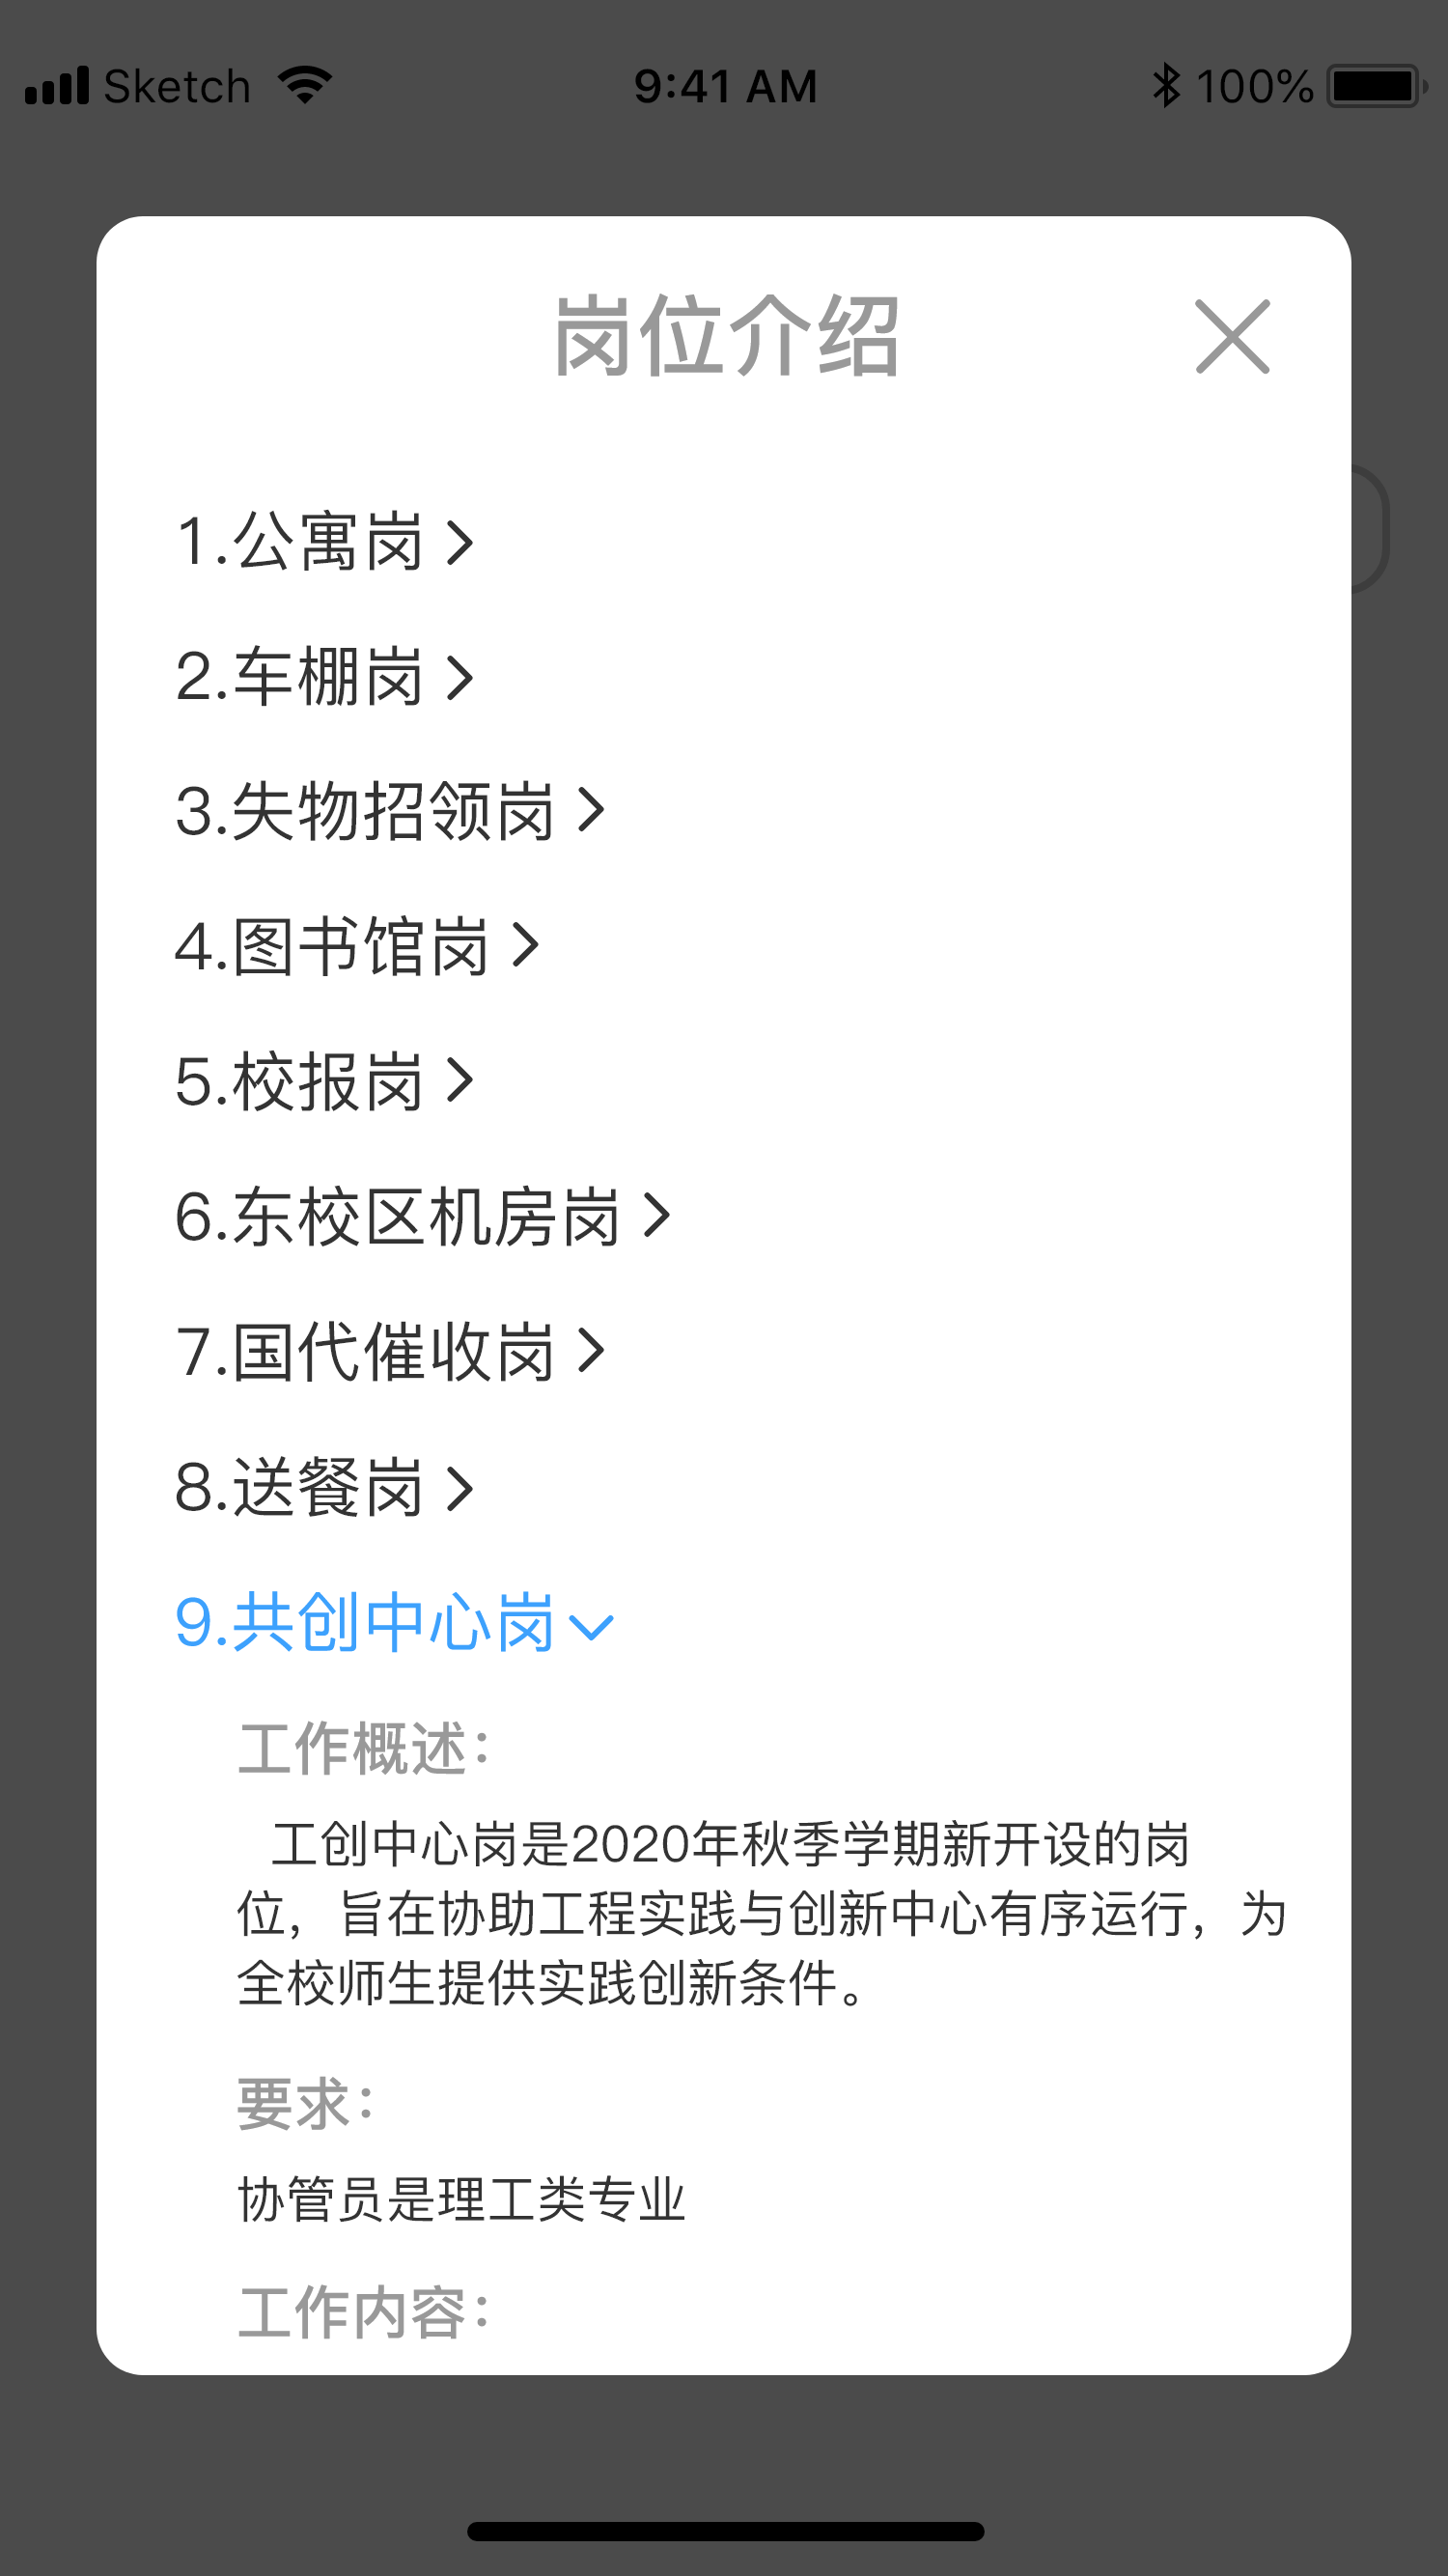 Sketch 9:41 AM 100%
岗位介绍
1.公寓岗
2.车棚岗
3.失物招领岗
4.图书馆岗
5.校报岗
6.东校区机房岗
7.国代催收岗
8.送餐岗
9.共创中心岗
工作概述：
工创中心岗是2020年秋季学期新开设的岗
位，旨在协助工程实践与创新中心有序运行，为
全校师生提供实践创新条件。
要求：
协管员是理工类专业
工作内容：